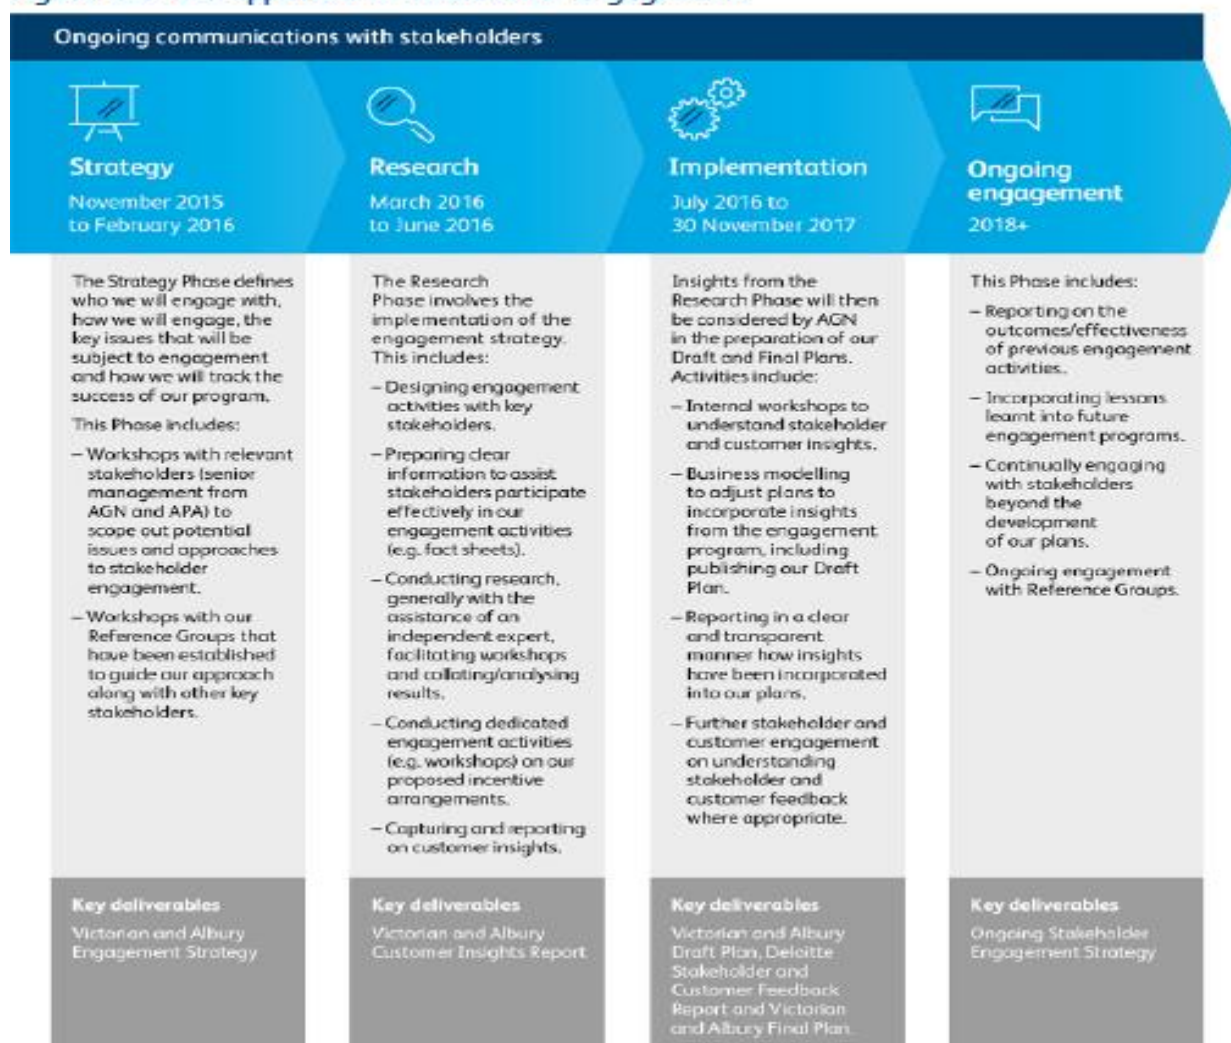 Ongoing communications with stakeholders
Strategy
November 2015
to February 2016
The Strategy Phase defines
who we will engage with,
how we will engage, the
key issues that will be
subject to engagement
and how we will track the
success of our program.
This Phase includes:
– Workshops with relevant
stakeholders (senior
management from
AGN and APA) to
scope out potential
issues and approaches
to stakeholder
engagement.
– Workshops with our
Reference Groups that
have been established
to guide our approach
along with other key
stakeholders.
Key deliverables
Victorian and Albury
Engagement Strategy
Research
March 2016
to June 2016
The Research
Phase involves the
implementation of the
engagement strategy.
This includes:
– Designing engagement
activities with key
stakeholders.
– Preparing clear
information to assist
stakeholders participate
effectively in our
engagement activities
(e.g. fact sheets).
– Conducting research,
generally with the
assistance of an
independent expert,
facilitating workshops
and collating/analysing
results.
– Conducting dedicated
engagement activities
(e.g. workshops) on our
proposed incentive
arrangements.
– Capturing and reporting
on customer insights.
Key deliverables
Victorian and Albury
Customer Insights Report
Implementation
July 2016 to
30 November 2017
Insights from the
Research Phase will then
be considered by AGN
in the preparation of our
Draft and Final Plans.
Activities include:
– Internal workshops to
understand stakeholder
and customer insights.
– Business modelling
to adjust plans to
incorporate insights
from the engagement
program, including
publishing our Draft
Plan.
– Reporting in a clear
and transparent
manner how insights
have been incorporated
into our plans.
– Further stakeholder and
customer engagement
on understanding
stakeholder and
customer feedback
where appropriate.
Key deliverables
Victorian and Albury
Draft Plan, Deloitte
Stakeholder and
Customer Feedback
Report and Victorian
and Albury Final Plan.
Ongoing
engagement
2018+
This Phase includes:
– Reporting on the
outcomes/effectiveness
of previous engagement
activities.
– Incorporating lessons
learnt into future
engagement programs.
– Continually engaging
with stakeholders
beyond the
development
of our plans.
– Ongoing engagement
with Reference Groups.
Key deliverables
Ongoing Stakeholder
Engagement Strategy